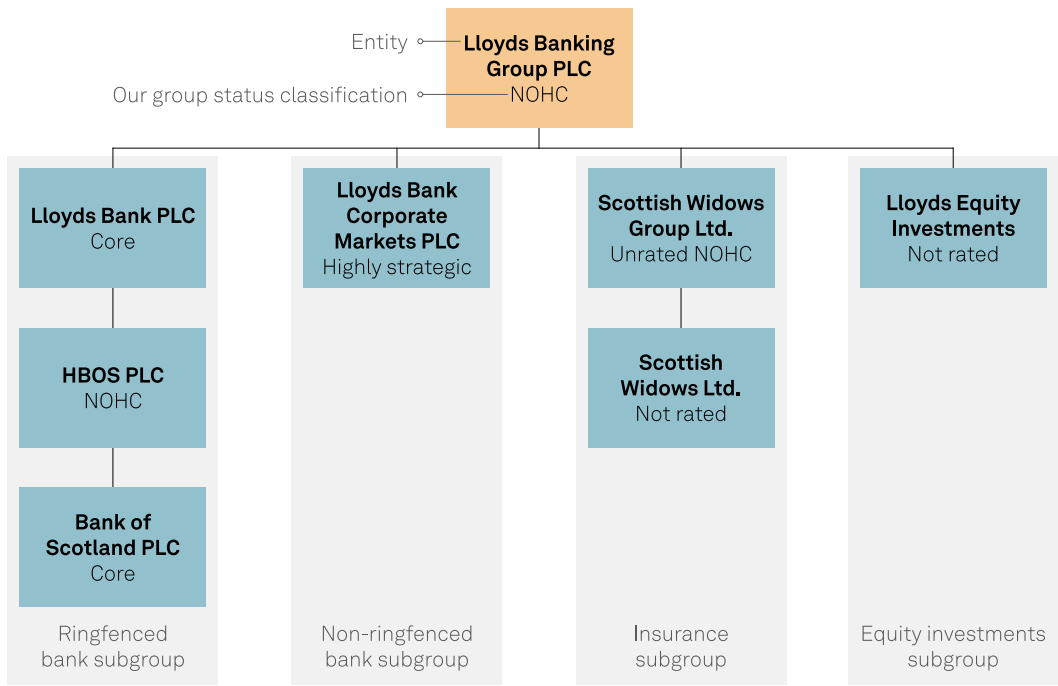 Entity
Lloyds Banking
Group PLC
Our group status classification
NOHC
Lloyds Bank PLC
Core
HBOS PLC
NOHC
Bank of
Scotland PLC
Core
Ringfenced
bank subgroup
Lloyds Bank
Corporate
Markets PLC
Highly strategic
Non-ringfenced
bank subgroup
Scottish Widows
Group Ltd.
Unrated NOHC
Scottish
Widows Ltd.
Not rated
Insurance
subgroup
Lloyds Equity
Investments
Not rated
Equity investments
subgroup